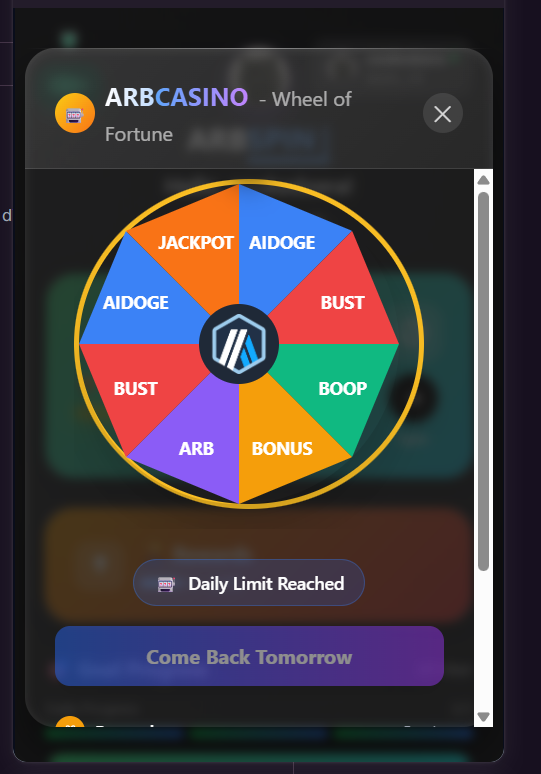 ARBCASINO - Wheel of
Fortune
JACKPOT AIDOGE
AIDOGE BUST
BUST BOOP
ARB BONUS
Daily Limit Reached
Come Back Tomorrow
d